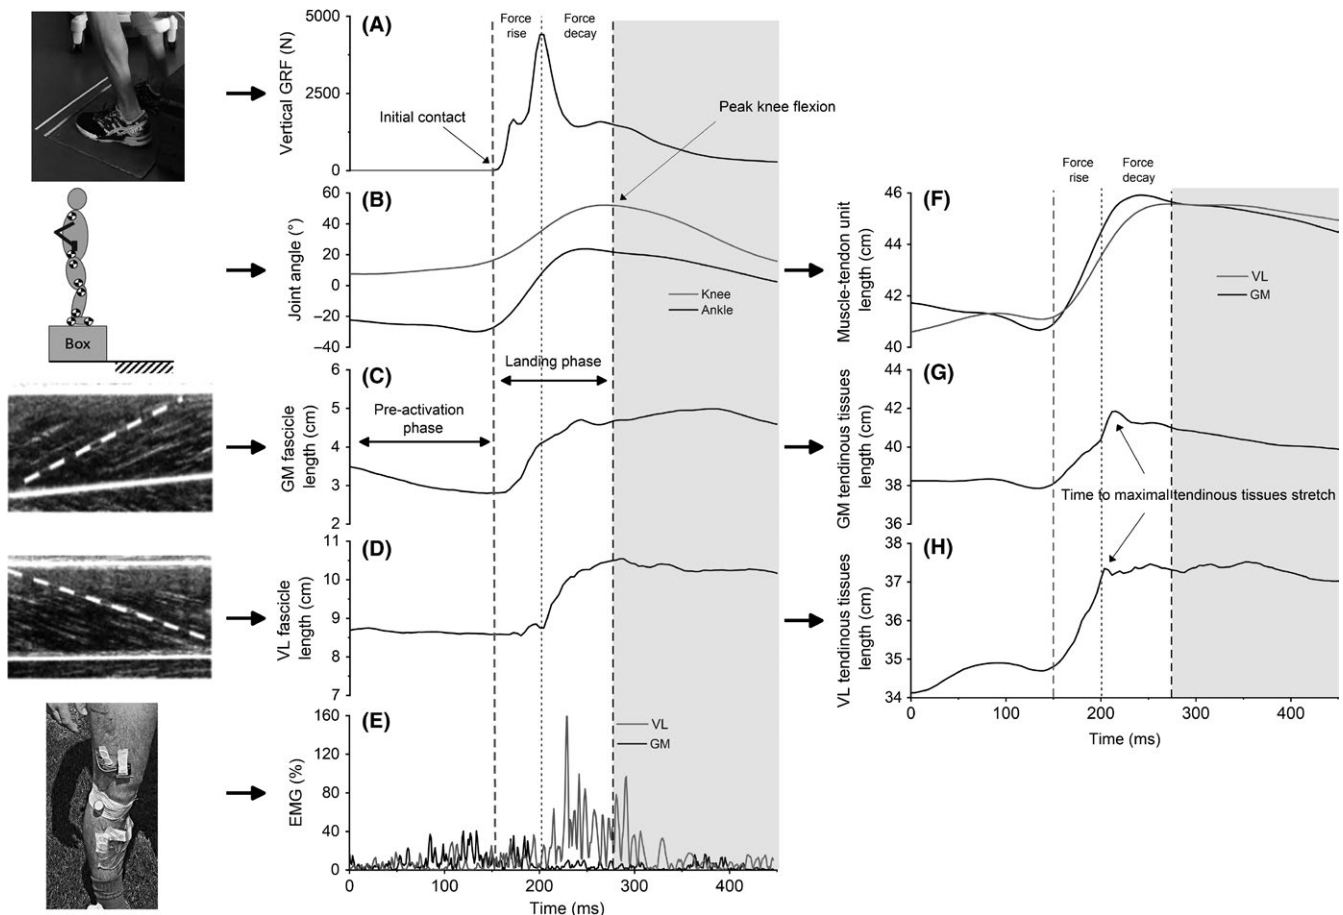 (A)
Force
rise
Force
decay
Vertical GRF (N)
5000
2500
0
Initial contact
Peak knee flexion
(B)
Joint angle (°)
60
40
20
0
−20
−40
Knee
Ankle
Box
(C)
Landing phase
Pre-activation
phase
GM fascicle
length (cm)
6
5
4
3
2
(D)
VL fascicle
length (cm)
11
10
9
8
7
(E)
VL
GM
EMG (%)
160
120
80
40
0
0 100 200 300 400
Time (ms)
Force
rise
Force
decay
(F)
Muscle-tendon unit
length (cm)
46
44
42
40
VL
GM
(G)
GM tendinous tissues
length (cm)
44
42
40
38
36
Time to maximal tendinous tissues stretch
(H)
VL tendinous tissues
length (cm)
38
37
35
34
0 100 200 300 400
Time (ms)